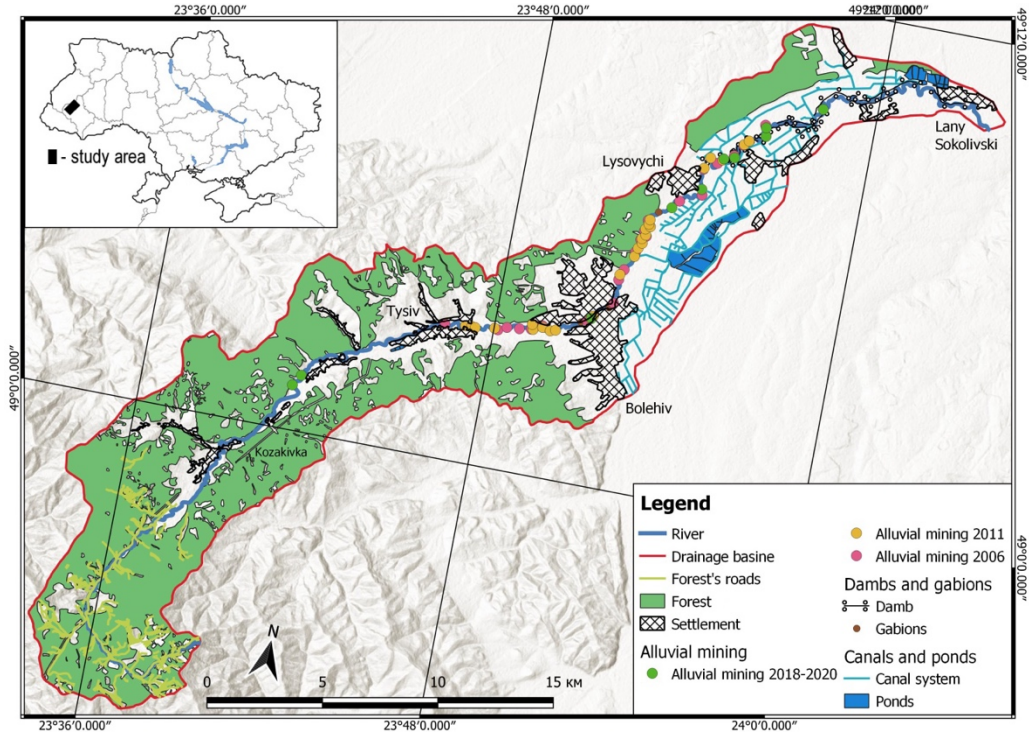 23°36′0.000″
23°48′0.000″
24°0′0.000″
49°12′0.000″
- study area
Lany
Sokolivski
Lysovychi
Tysiv
49°0′0.000″
Bolehiv
Kozakivka
Legend
River
Drainage basine
Forest's roads
Forest
Settlement
Alluvial mining
Alluvial mining 2018-2020
Alluvial mining 2011
Alluvial mining 2006
Dambs and gabions
Damb
Gabions
Canals and ponds
Canal system
Ponds
49°0′0.000″
N
0 5 10 15 КМ
23°36′0.000″
23°48′0.000″
24°0′0.000″